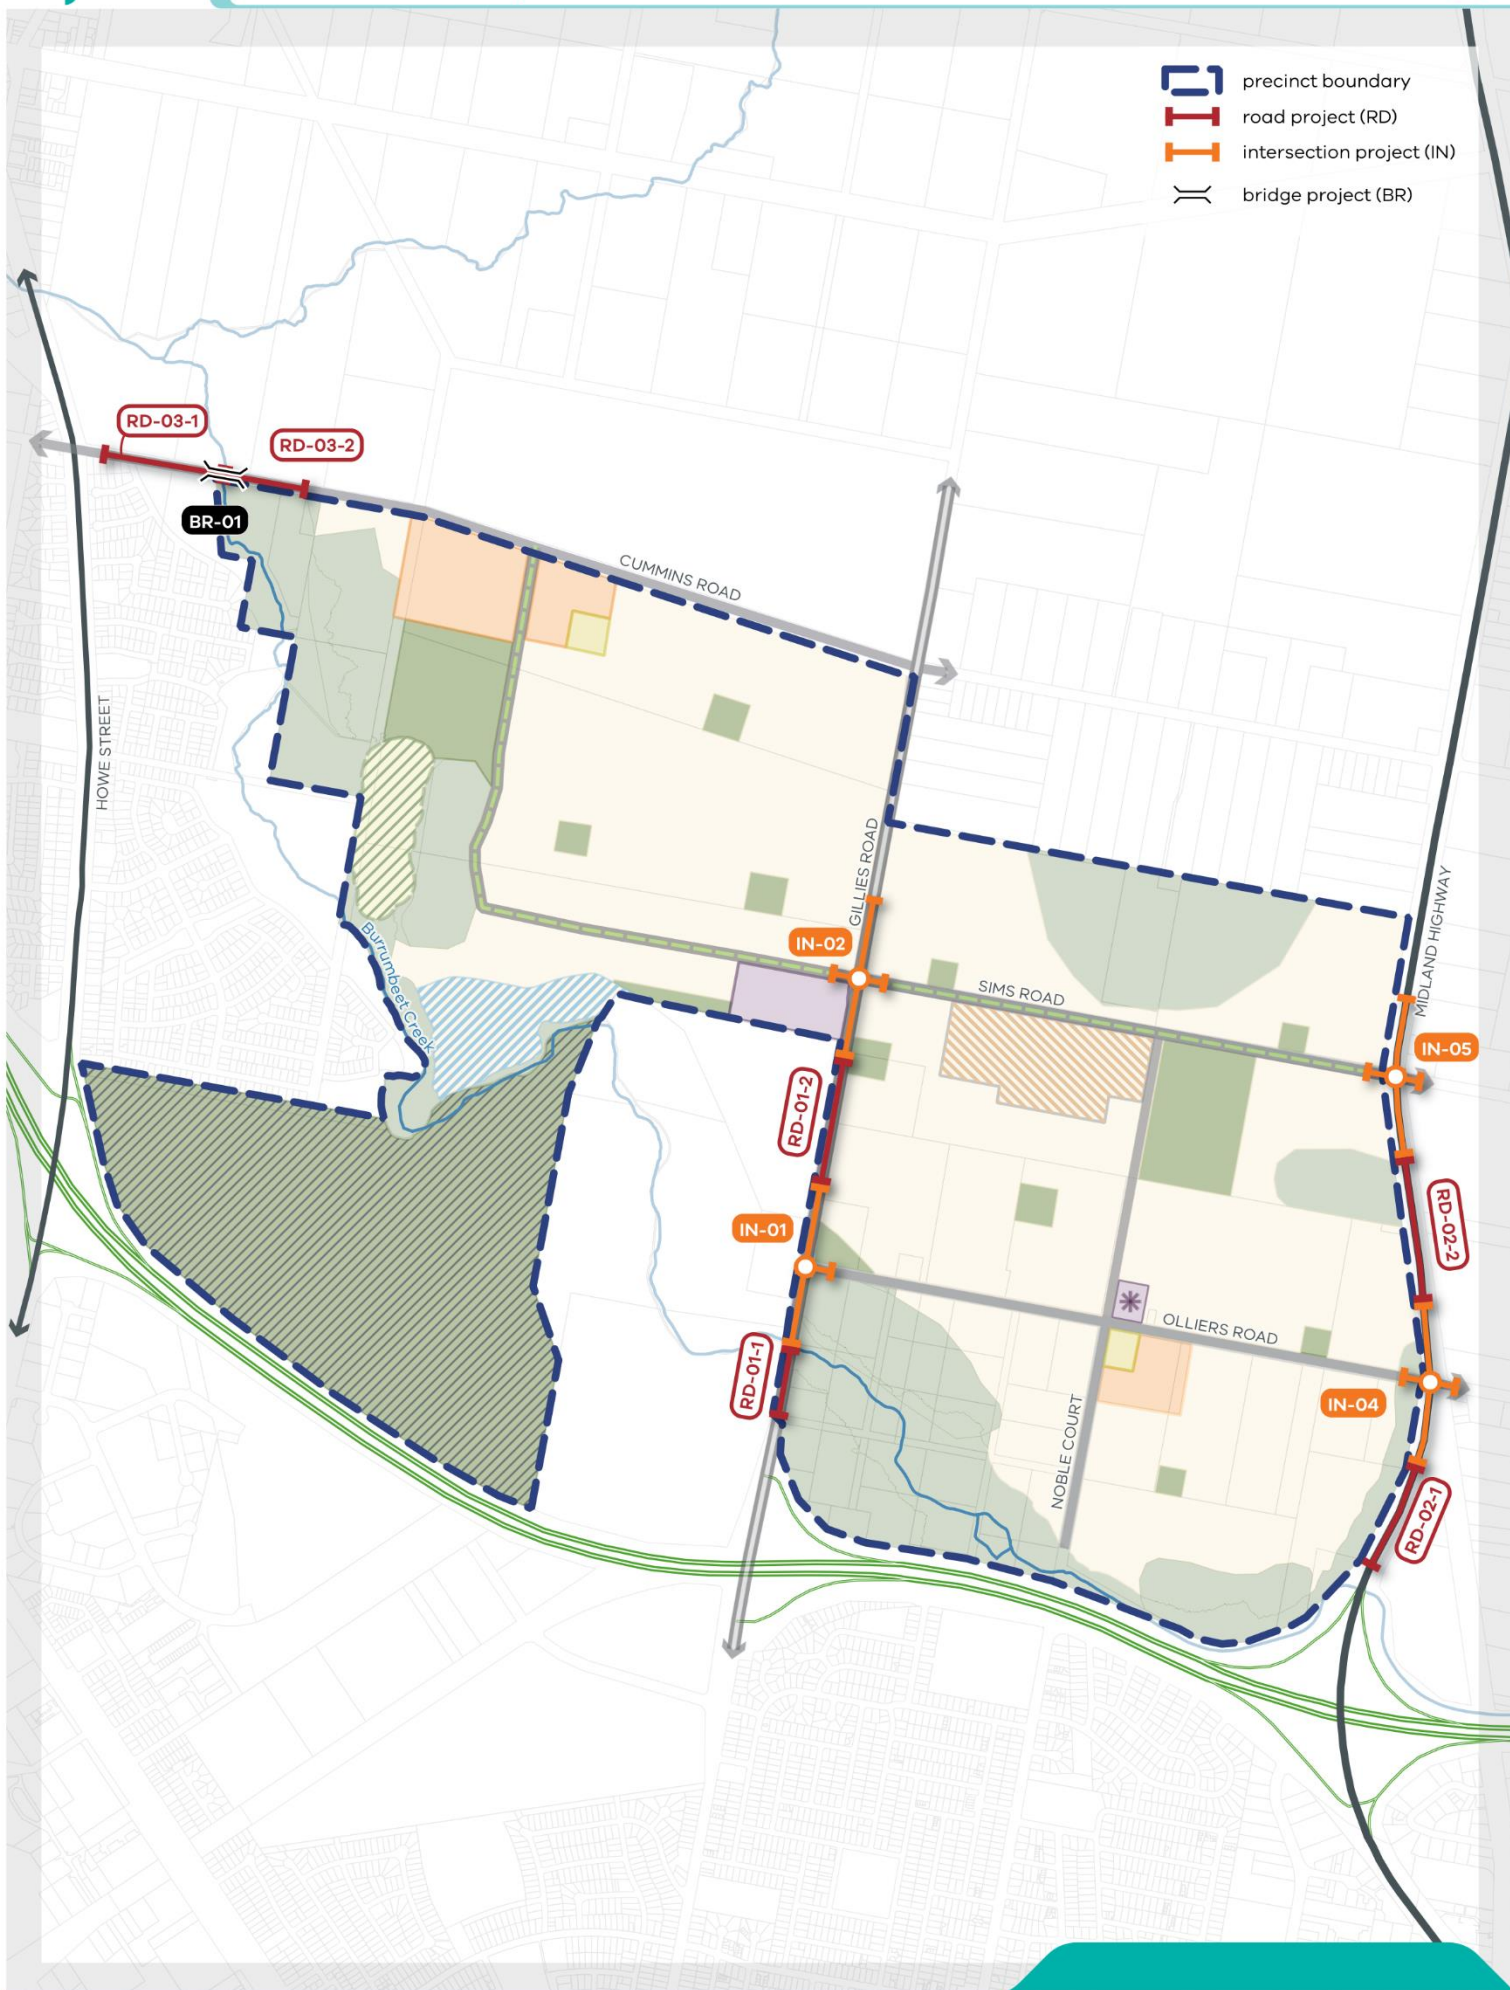 precinct boundary
road project (RD)
intersection project (IN)
bridge project (BR)
RD-03-1
RD-03-2
BR-01
CUMMINS ROAD
HOWE STREET
GILLIES ROAD
MIDLAND HIGHWAY
Burrumbeet Creek
IN-02
SIMS ROAD
IN-05
RD-01-2
RD-02-2
IN-01
OLLIERS ROAD
RD-01-1
IN-04
NOBLE COURT
RD-02-1